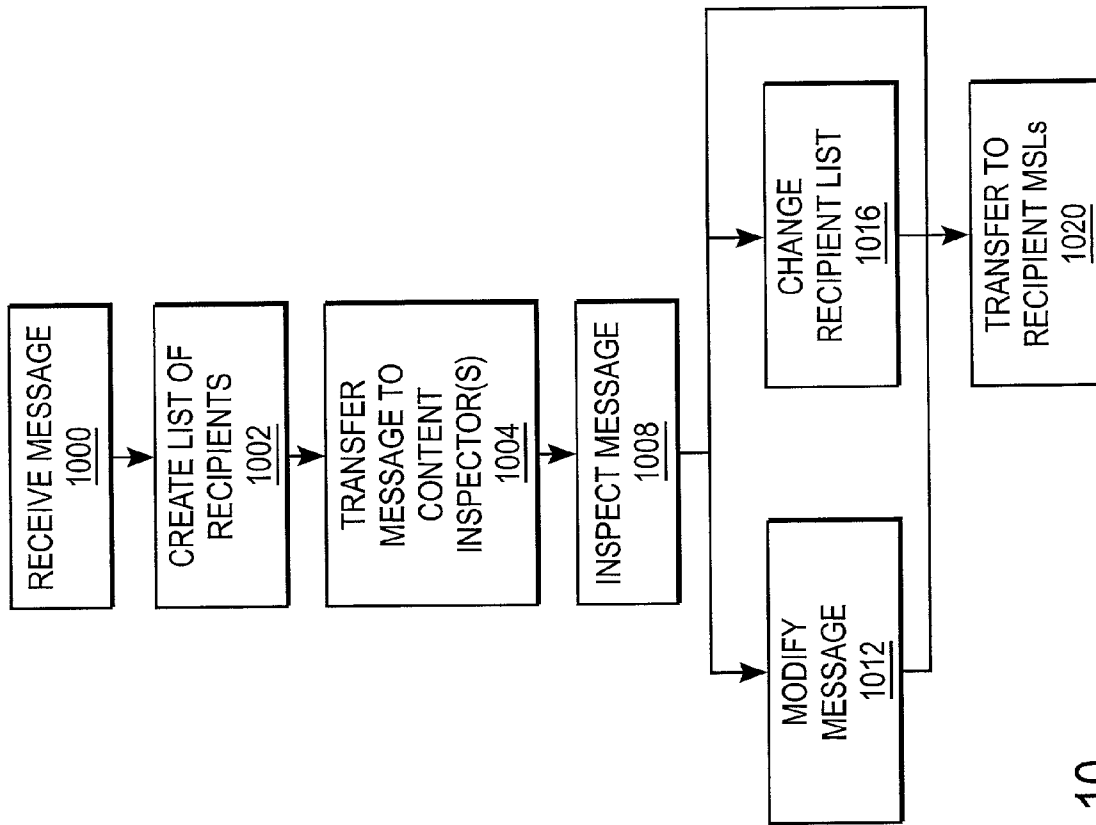 RECEIVE MESSAGE
1000
CREATE LIST OF
RECIPIENTS
1002
TRANSFER
MESSAGE TO
CONTENT
INSPECTOR(S)
1004
INSPECT MESSAGE
1008
MODIFY
MESSAGE
1012
CHANGE
RECIPIENT LIST
1016
TRANSFER TO
RECIPIENT MSLs
1020
10